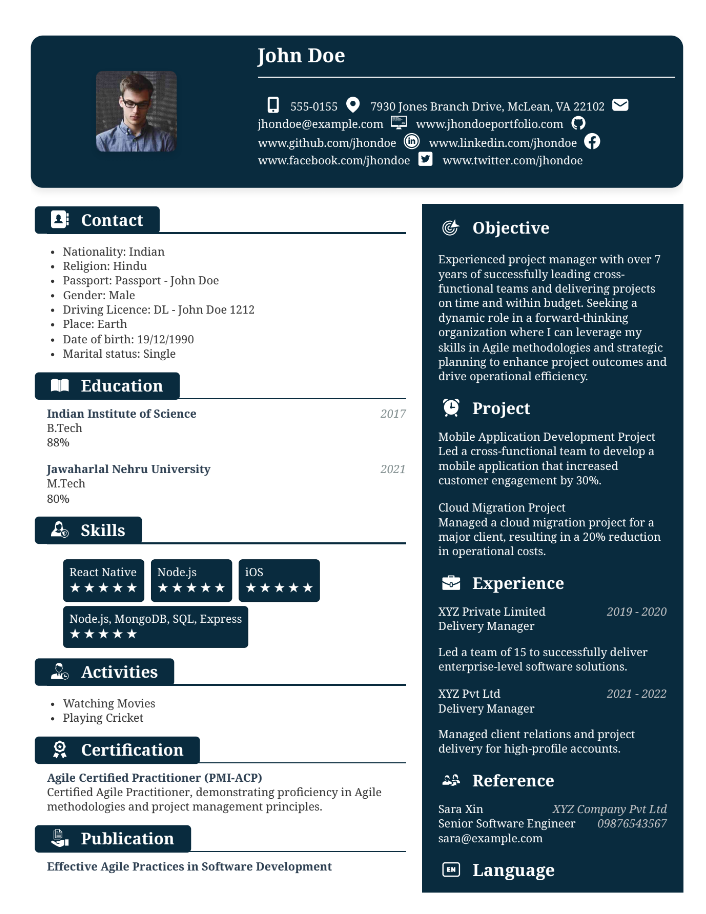 John Doe
555-0155 7930 Jones Branch Drive, McLean, VA 22102
jhondoe@example.com www.jhondoeportfolio.com
www.github.com/jhondoe www.linkedin.com/jhondoe
www.facebook.com/jhondoe www.twitter.com/jhondoe
Contact
• Nationality: Indian
• Religion: Hindu
• Passport: Passport - John Doe
• Gender: Male
• Driving Licence: DL - John Doe 1212
• Place: Earth
• Date of birth: 19/12/1990
• Marital status: Single
Education
Indian Institute of Science 2017
B.Tech
88%
Jawaharlal Nehru University 2021
M.Tech
80%
Skills
React Native Node.js iOS
★ ★ ★ ★ ★ ★ ★ ★ ★ ★ ★ ★ ★ ★ ★
Node.js, MongoDB, SQL, Express
★ ★ ★ ★ ★
Activities
• Watching Movies
• Playing Cricket
Certification
Agile Certified Practitioner (PMI-ACP)
Certified Agile Practitioner, demonstrating proficiency in Agile
methodologies and project management principles.
Publication
Effective Agile Practices in Software Development
Objective
Experienced project manager with over 7
years of successfully leading cross-
functional teams and delivering projects
on time and within budget. Seeking a
dynamic role in a forward-thinking
organization where I can leverage my
skills in Agile methodologies and strategic
planning to enhance project outcomes and
drive operational efficiency.
Project
Mobile Application Development Project
Led a cross-functional team to develop a
mobile application that increased
customer engagement by 30%.
Cloud Migration Project
Managed a cloud migration project for a
major client, resulting in a 20% reduction
in operational costs.
Experience
XYZ Private Limited 2019 - 2020
Delivery Manager
Led a team of 15 to successfully deliver
enterprise-level software solutions.
XYZ Pvt Ltd 2021 - 2022
Delivery Manager
Managed client relations and project
delivery for high-profile accounts.
Reference
Sara Xin XYZ Company Pvt Ltd
Senior Software Engineer 09876543567
sara@example.com
EN Language